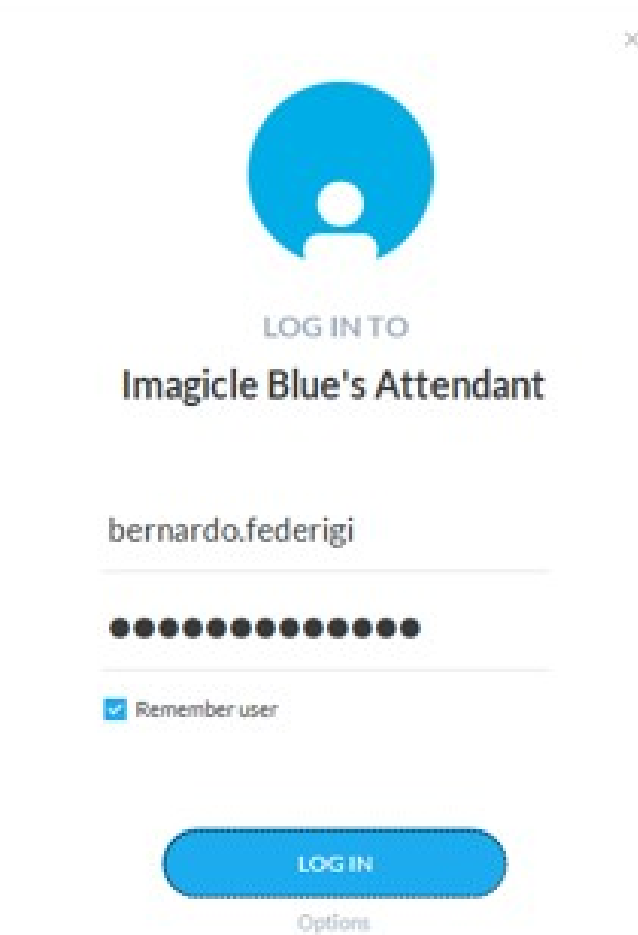 LOG IN TO
Imagicle Blue's Attendant
bernardo.federigi
●●●●●●●●●●●●●
Remember user
LOG IN
Options